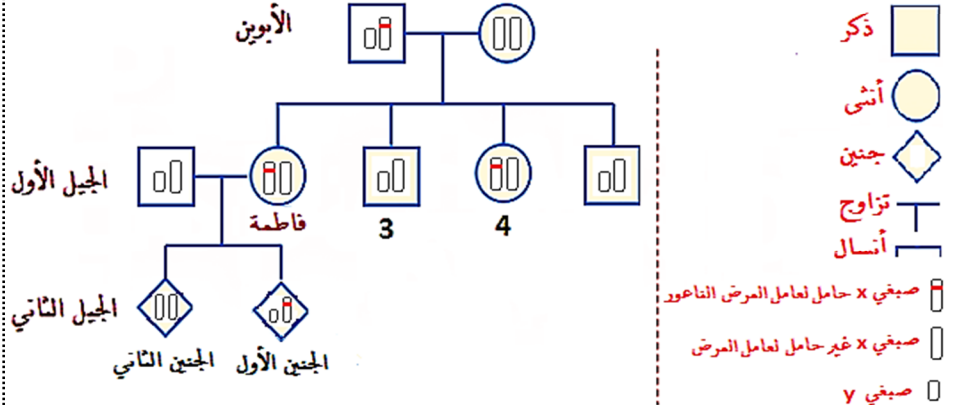 الأبوين
ذكر
أنثى
جنين
الجيل الأول
فاطمة
3
4
تزاوج
أنسال
الجيل الثاني
الجنين الأول
الجنين الثاني
صبغي x حامل لعامل المرض الناعور
صبغي x غير حامل لعامل المرض
صبغي y